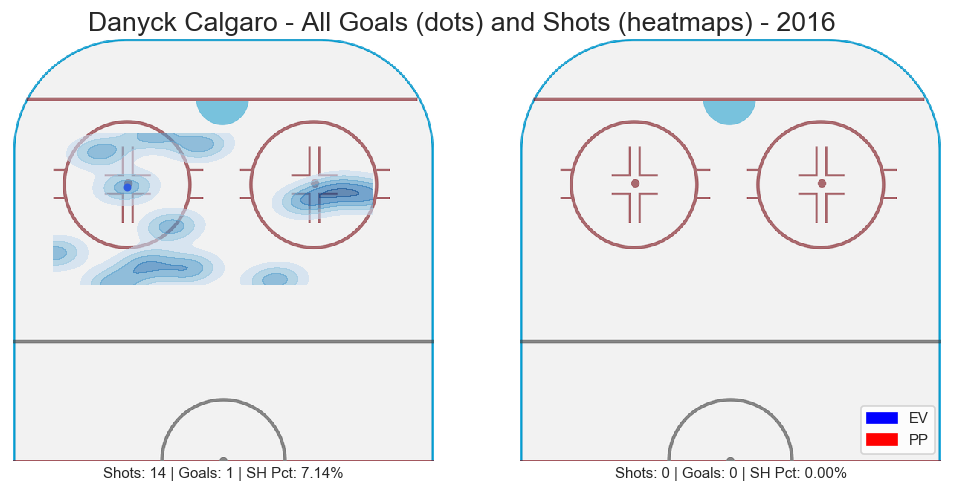 Danyck Calgaro - All Goals (dots) and Shots (heatmaps) - 2016
EV
PP
Shots: 14 | Goals: 1 | SH Pct: 7.14%
Shots: 0 | Goals: 0 | SH Pct: 0.00%